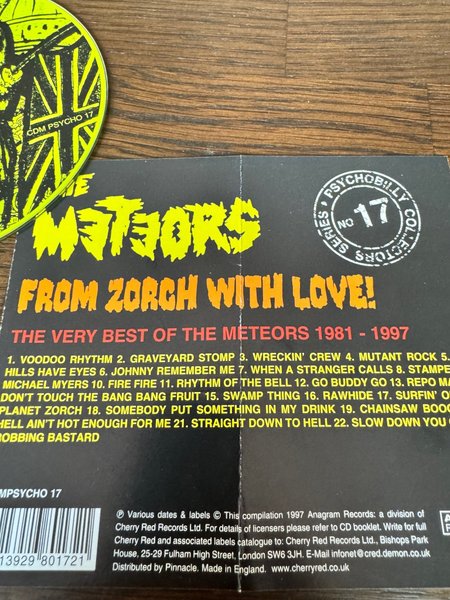 CDM PSYCHO 17
THE
METEORS
PSYCHOBILLY COLLECTORS SERIES
NO 17
FROM ZORCH WITH LOVE!
THE VERY BEST OF THE METEORS 1981 - 1997
1. VOODOO RHYTHM 2. GRAVEYARD STOMP 3. WRECKIN' CREW 4. MUTANT ROCK 5.
HILLS HAVE EYES 6. JOHNNY REMEMBER ME 7. WHEN A STRANGER CALLS 8. STAMPE
MICHAEL MYERS 10. FIRE FIRE 11. RHYTHM OF THE BELL 12. GO BUDDY GO 13. REPO MA
DON'T TOUCH THE BANG BANG FRUIT 15. SWAMP THING 16. RAWHIDE 17. SURFIN' O
PLANET ZORCH 18. SOMEBODY PUT SOMETHING IN MY DRINK 19. CHAINSAW BOOG
HELL AIN'T HOT ENOUGH FOR ME 21. STRAIGHT DOWN TO HELL 22. SLOW DOWN YOU
ROBBING BASTARD
MPSYCHO 17
℗ Various dates & labels © This compilation 1997 Anagram Records: a division of
Cherry Red Records Ltd. For details of licensers please refer to CD booklet. Write for full
Cherry Red and associated labels catalogue to: Cherry Red Records Ltd., Bishops Park
House, 25-29 Fulham High Street, London SW6 3JH. E-Mail infonet@cred.demon.co.uk
Distributed by Pinnacle. Made in England. www.cherryred.co.uk
13929 801721